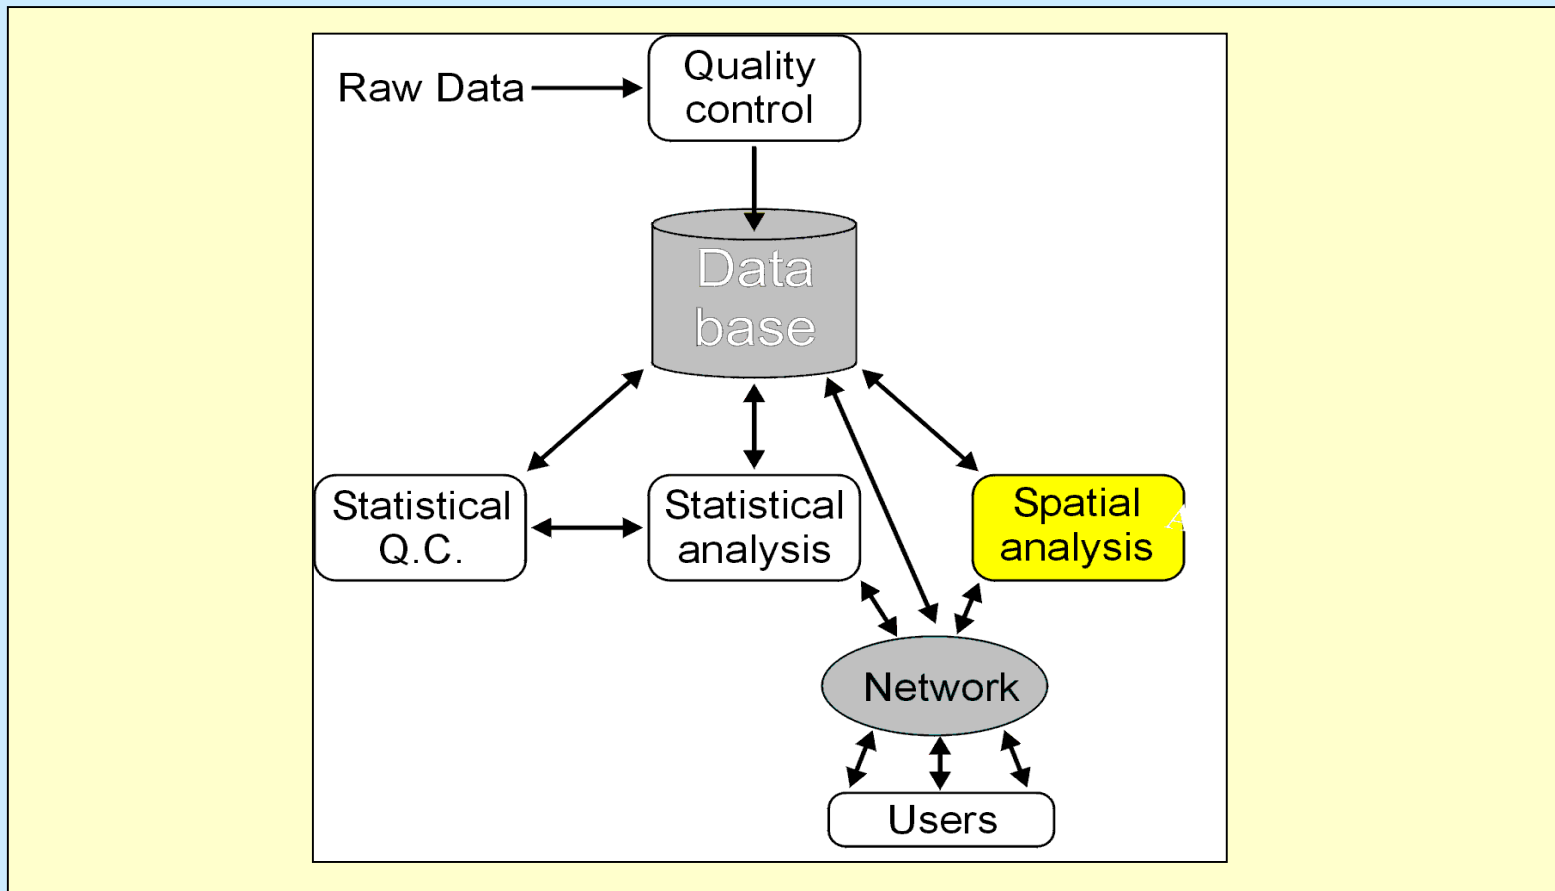 Raw Data
Quality
control
Data
base
Statistical
Q.C.
Statistical
analysis
Spatial
analysis
Network
Users